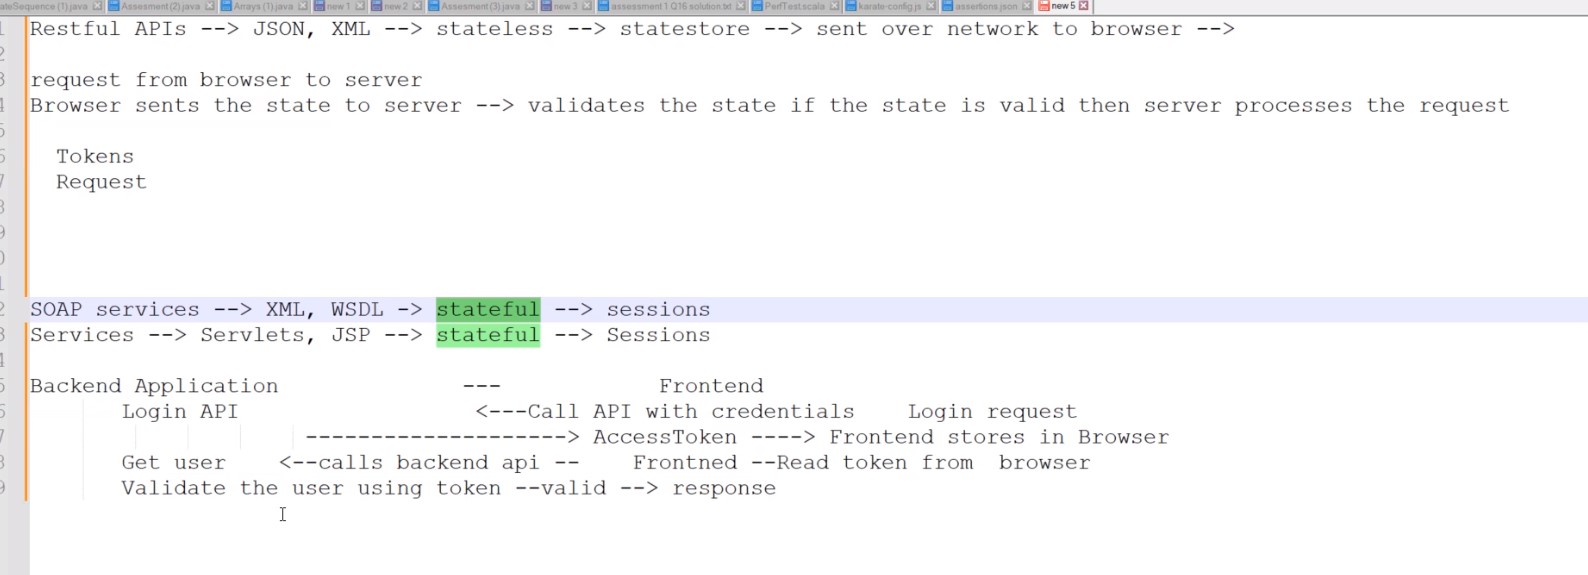 ateSequence (1).java Assesment (2).java Arrays (1).java new 1 new 2 Assesment (3).java new 3 assessment 1 Q16 solution.txt PerfTest.scala karate-config.js assertions.json new 5
1 Restful APIs --> JSON, XML --> stateless --> statestore --> sent over network to browser -->
2
3 request from browser to server
4 Browser sents the state to server --> validates the state if the state is valid then server processes the request
5
6 Tokens
7 Request
8
9
0
1
2 SOAP services --> XML, WSDL -> stateful --> sessions
3 Services --> Servlets, JSP --> stateful --> Sessions
4
5 Backend Application --- Frontend
6 Login API <---Call API with credentials Login request
7 --------------------> AccessToken ----> Frontend stores in Browser
8 Get user <--calls backend api -- Frontned --Read token from browser
9 Validate the user using token --valid --> response